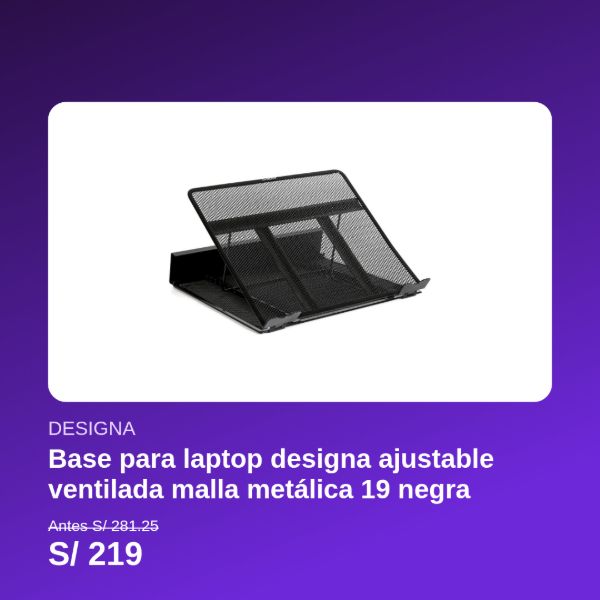 DESIGNA
Base para laptop designa ajustable
ventilada malla metálica 19 negra
Antes S/ 281.25
S/ 219